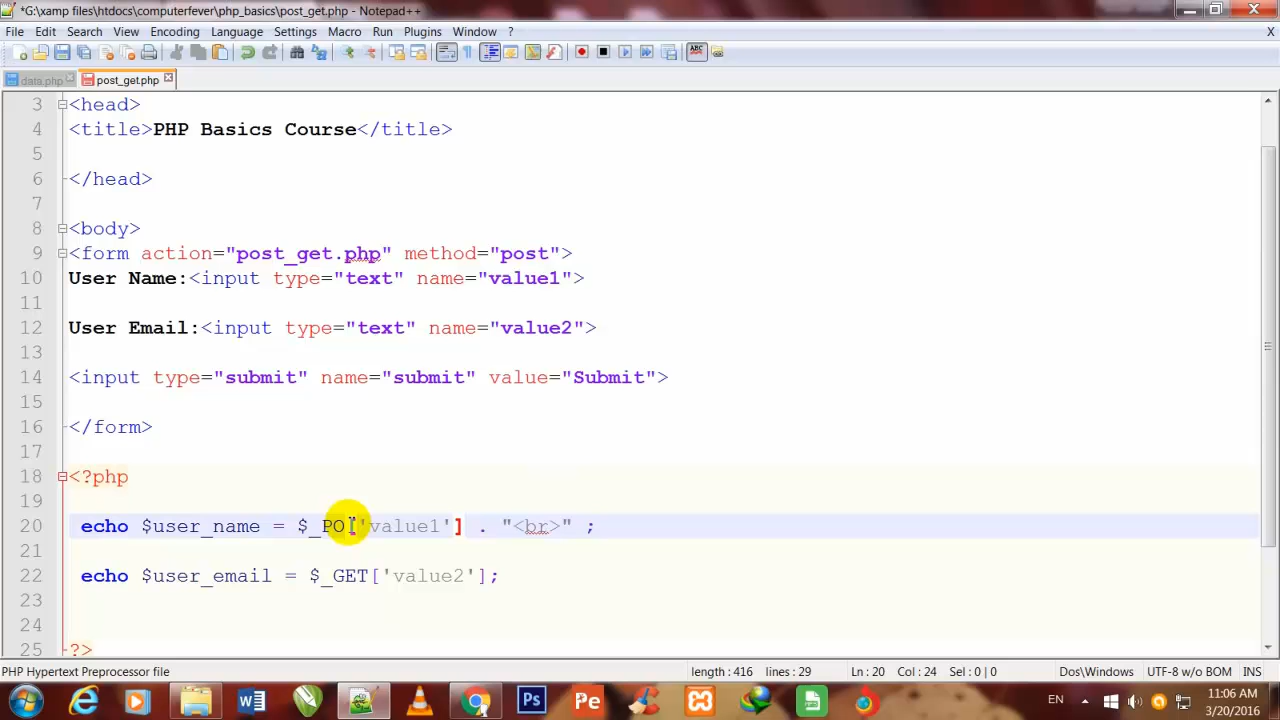 *G:\xamp files\htdocs\computerfever\php_basics\post_get.php - Notepad++
File Edit Search View Encoding Language Settings Macro Run Plugins Window ? X
data.php post_get.php
3 <head>
4 <title>PHP Basics Course</title>
5
6 </head>
7
8 <body>
9 <form action="post_get.php" method="post">
10 User Name:<input type="text" name="value1">
11
12 User Email:<input type="text" name="value2">
13
14 <input type="submit" name="submit" value="Submit">
15
16 </form>
17
18 <?php
19
20 echo $user_name = $_PO['value1'] . "<br>" ;
21
22 echo $user_email = $_GET['value2'];
23
24
25 ?>
PHP Hypertext Preprocessor file length : 416 lines : 29 Ln : 20 Col : 24 Sel : 0 | 0 Dos\Windows UTF-8 w/o BOM INS
W Ps Pe EN 11:06 AM
3/20/2016